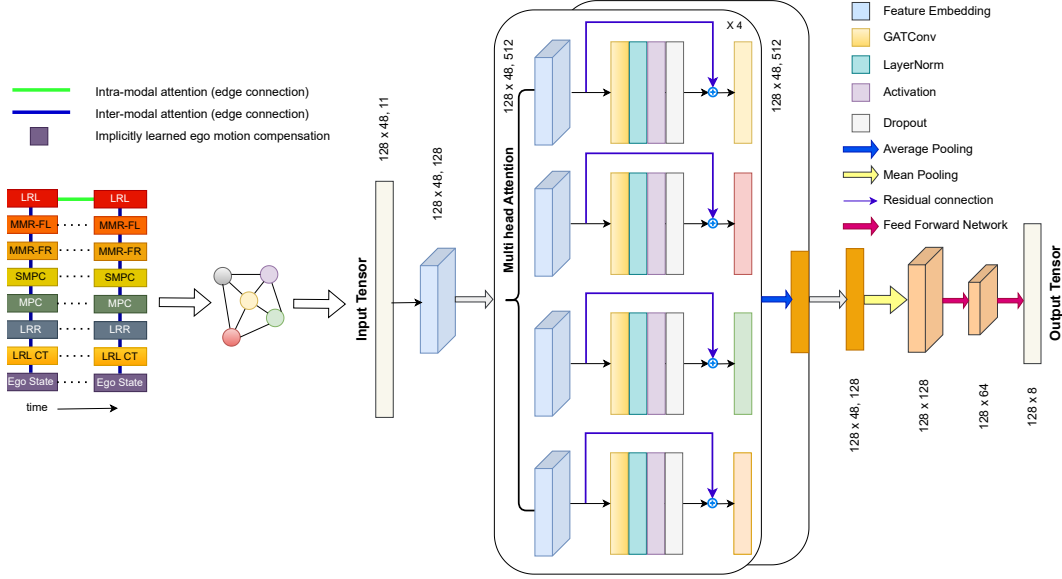 Intra-modal attention (edge connection)
Inter-modal attention (edge connection)
Implicitly learned ego motion compensation
LRL
LRL
MMR-FL
MMR-FL
MMR-FR
MMR-FR
SMPC
SMPC
MPC
MPC
LRR
LRR
LRL CT
LRL CT
Ego State
Ego State
time
Input Tensor
128 x 48, 11
128 x 48, 128
Multi head Attention
128 x 48, 512
X 4
128 x 48, 512
Feature Embedding
GATConv
LayerNorm
Activation
Dropout
Average Pooling
Mean Pooling
Residual connection
Feed Forward Network
128 x 48, 128
128 x 128
128 x 64
128 x 8
Output Tensor